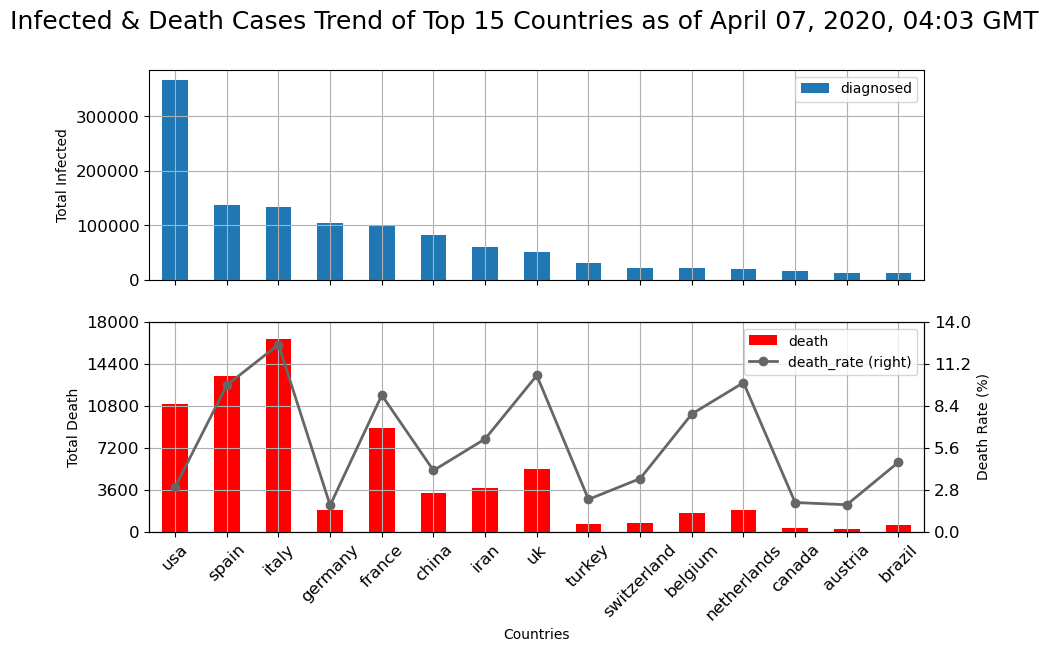 Infected & Death Cases Trend of Top 15 Countries as of April 07, 2020, 04:03 GMT
Total Infected
300000
200000
100000
0
diagnosed
Total Death
18000
14400
10800
7200
3600
0
death
death_rate (right)
14.0
11.2
8.4
5.6
2.8
0.0
Death Rate (%)
usa
spain
italy
germany
france
china
iran
uk
turkey
switzerland
belgium
netherlands
canada
austria
brazil
Countries